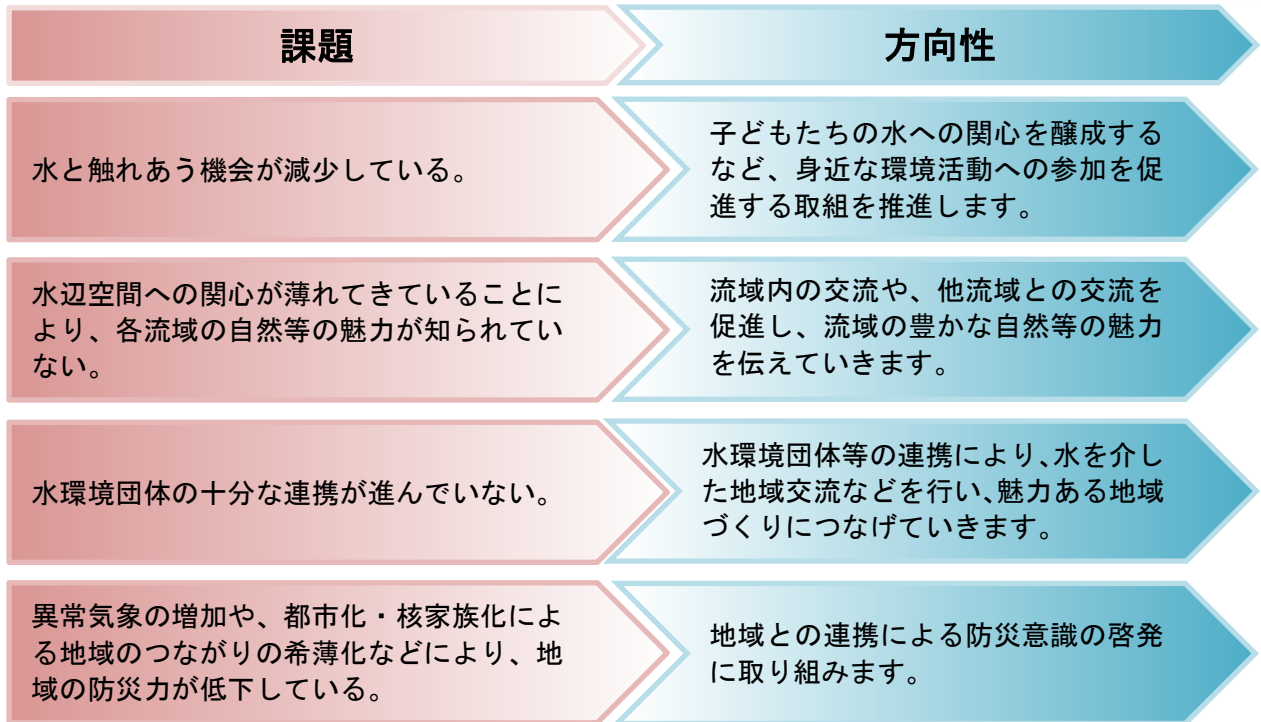 課題
方向性
水と触れあう機会が減少している。
子どもたちの水への関心を醸成する
など、身近な環境活動への参加を促
進する取組を推進します。
水辺空間への関心が薄れてきていることに
より、各流域の自然等の魅力が知られてい
ない。
流域内の交流や、他流域との交流を
促進し、流域の豊かな自然等の魅力
を伝えていきます。
水環境団体の十分な連携が進んでいない。
水環境団体等の連携により、水を介し
た地域交流などを行い、魅力ある地域
づくりにつなげていきます。
異常気象の増加や、都市化・核家族化によ
る地域のつながりの希薄化などにより、地
域の防災力が低下している。
地域との連携による防災意識の啓発
に取り組みます。